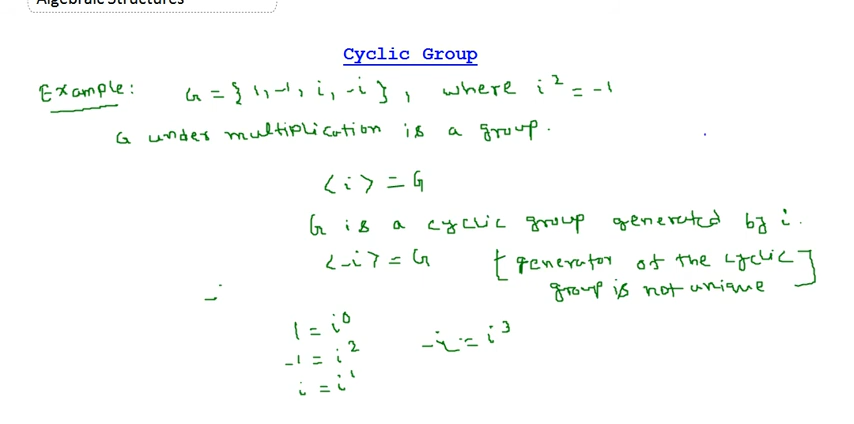 Algebraic Structures
Cyclic Group
Example: G = { 1, -1, i, -i }, where i² = -1
G under multiplication is a group.
<i> = G
G is a cyclic group generated by i.
<-i> = G [ generator of the cyclic
group is not unique ]
1 = i⁰
-1 = i² -i = i³
i = i¹